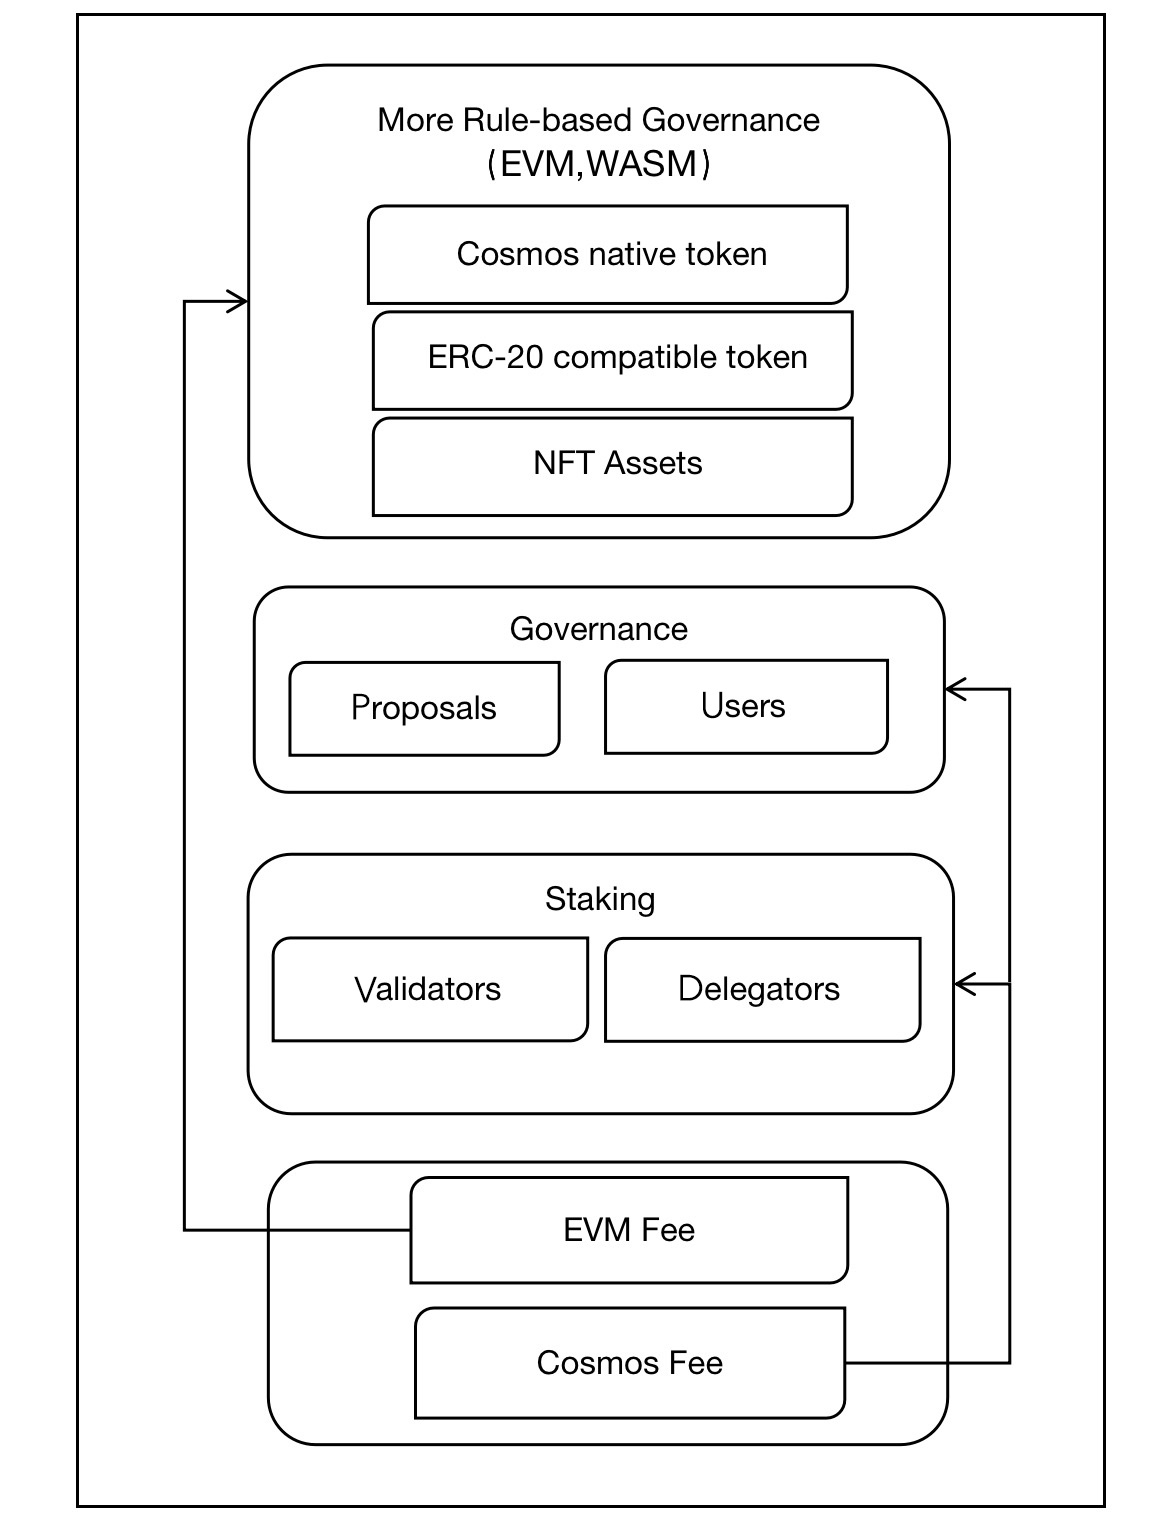 More Rule-based Governance
(EVM,WASM)
Cosmos native token
ERC-20 compatible token
NFT Assets
Governance
Proposals
Users
Staking
Validators
Delegators
EVM Fee
Cosmos Fee